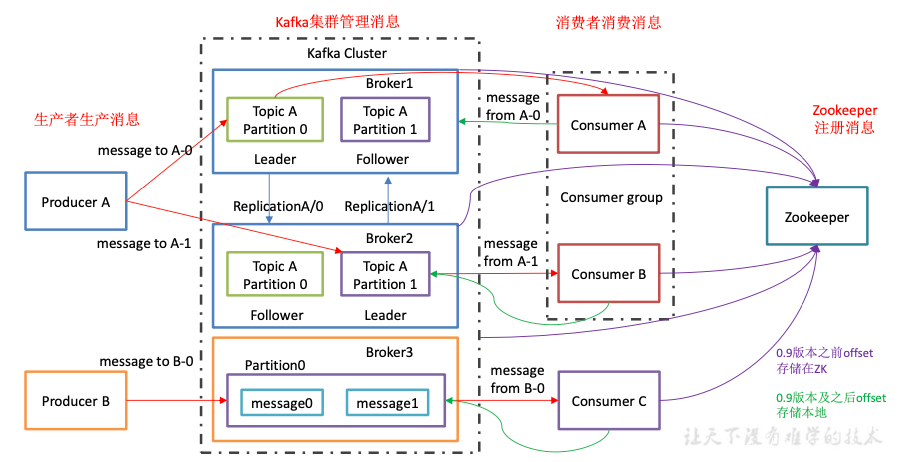 Kafka集群管理消息
消费者消费消息
Kafka Cluster
Broker1
生产者生产消息
Topic A
Partition 0
Topic A
Partition 1
message
from A-0
Consumer A
Zookeeper
注册消息
message to A-0
Leader
Follower
Producer A
ReplicationA/0
ReplicationA/1
Consumer group
Zookeeper
message to A-1
Broker2
Topic A
Partition 0
Topic A
Partition 1
message
from A-1
Consumer B
Follower
Leader
message to B-0
Broker3
Partition0
message
from B-0
0.9版本之前offset
存储在ZK
Producer B
message0
message1
Consumer C
0.9版本及之后offset
存储本地
让天下没有难学的技术